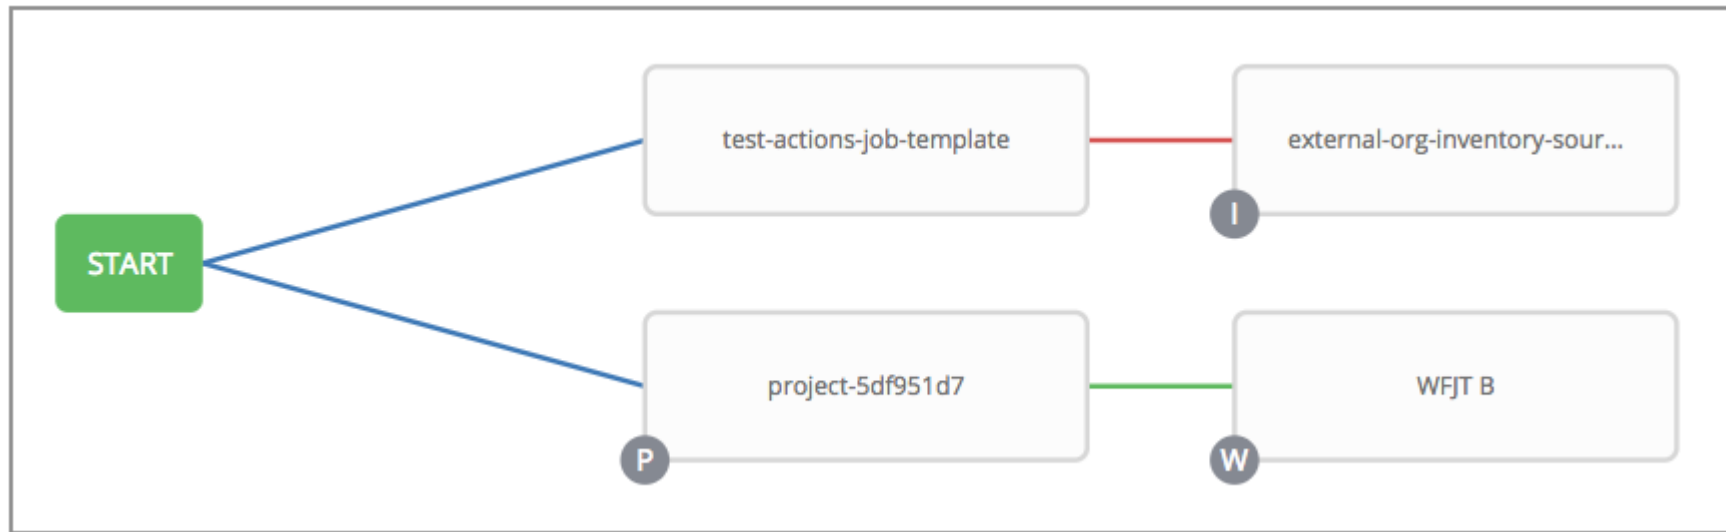 test-actions-job-template
external-org-inventory-sour...
I
START
project-5df951d7
WFJT B
P
W